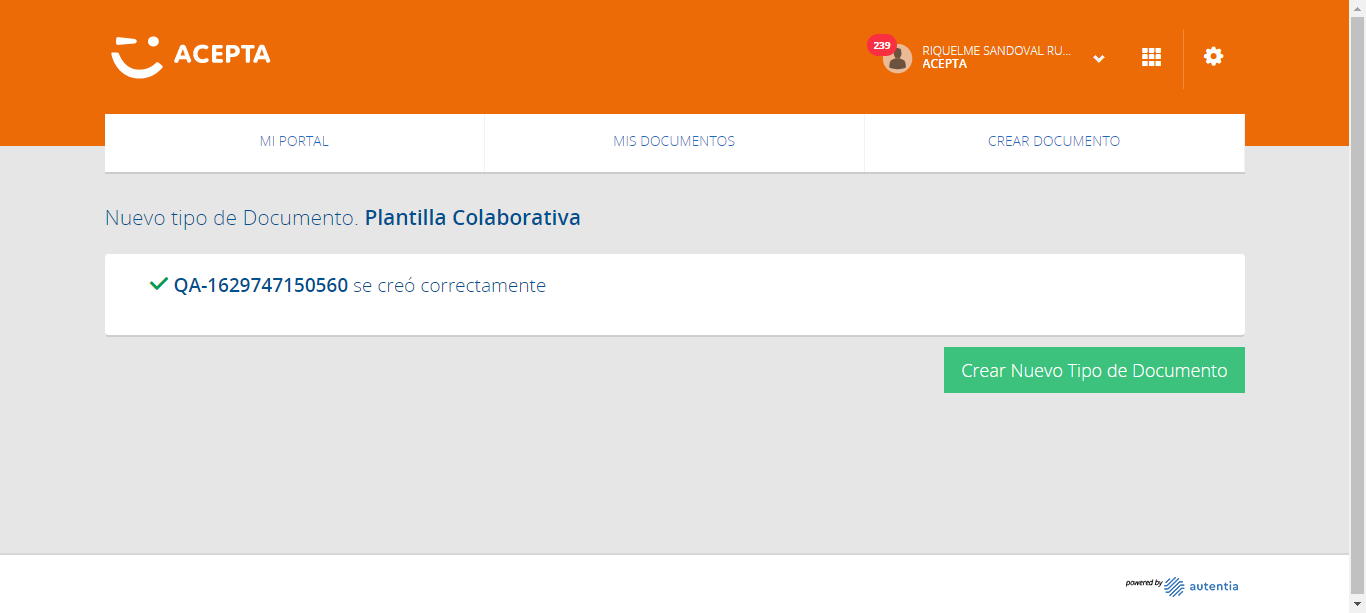 ACEPTA
239
RIQUELME SANDOVAL RU...
ACEPTA
MI PORTAL
MIS DOCUMENTOS
CREAR DOCUMENTO
Nuevo tipo de Documento. Plantilla Colaborativa
QA-1629747150560 se creó correctamente
Crear Nuevo Tipo de Documento
powered by autentia